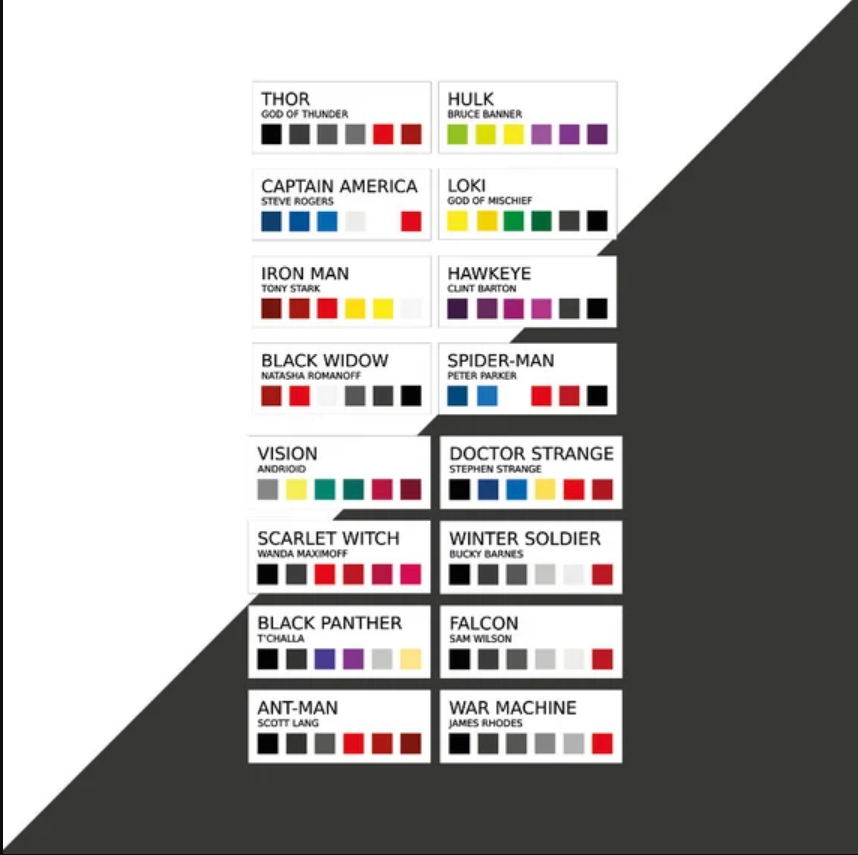 THOR
GOD OF THUNDER
HULK
BRUCE BANNER
CAPTAIN AMERICA
STEVE ROGERS
LOKI
GOD OF MISCHIEF
IRON MAN
TONY STARK
HAWKEYE
CLINT BARTON
BLACK WIDOW
NATASHA ROMANOFF
SPIDER-MAN
PETER PARKER
VISION
ANDRIOID
DOCTOR STRANGE
STEPHEN STRANGE
SCARLET WITCH
WANDA MAXIMOFF
WINTER SOLDIER
BUCKY BARNES
BLACK PANTHER
T'CHALLA
FALCON
SAM WILSON
ANT-MAN
SCOTT LANG
WAR MACHINE
JAMES RHODES